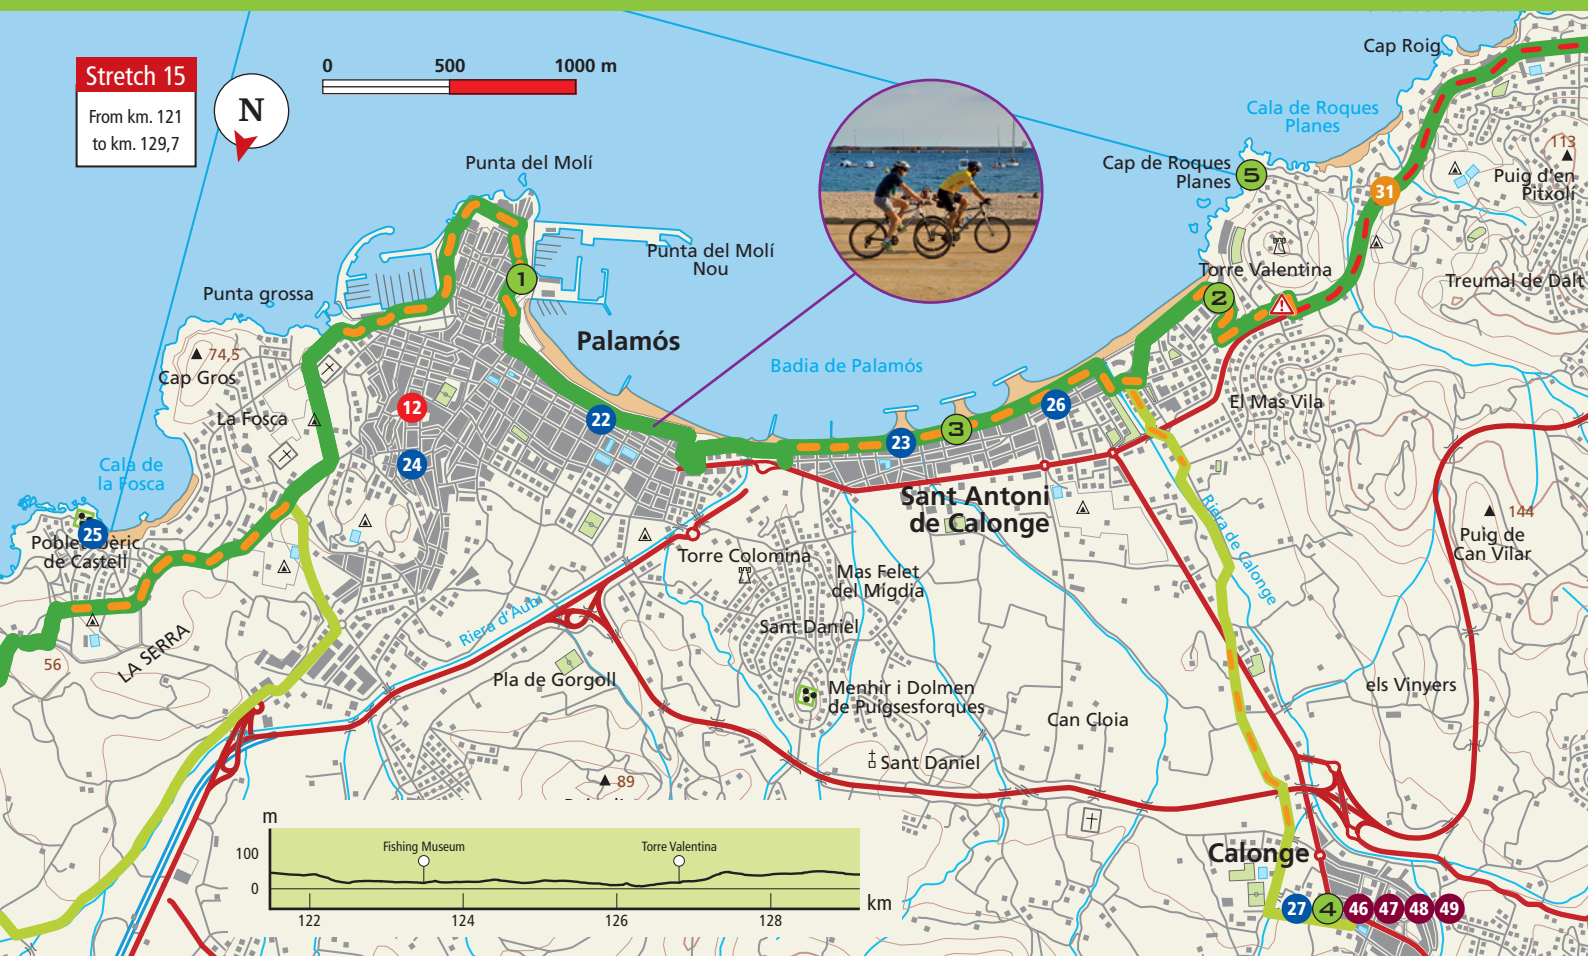 Stretch 15
From km. 121
to km. 129,7
N
0 500 1000 m
Cap Roig
Cala de Roques
Planes
Cap de Roques
Planes
5
113
Puig d'en
Pitxolí
31
Punta del Molí
Punta del Molí
Nou
Torre Valentina
Treumal de Dalt
Punta grossa
1
2
Palamós
74,5
Cap Gros
Badia de Palamós
La Fosca
12
22
26
El Mas Vila
3
23
24
Cala de
la Fosca
Sant Antoni
de Calonge
144
Puig de
Can Vilar
25
Poblet Ibèric
de Castell
Torre Colomina
Riera de Calonge
Mas Felet
del Migdia
Riera d'Aubi
Sant Daniel
LA SERRA
56
Pla de Gorgoll
Menhir i Dolmen
de Puigsesforques
els Vinyers
Can Cloia
Sant Daniel
89
m
100
0
Fishing Museum
Torre Valentina
122 124 126 128
km
Calonge
27 4 46 47 48 49